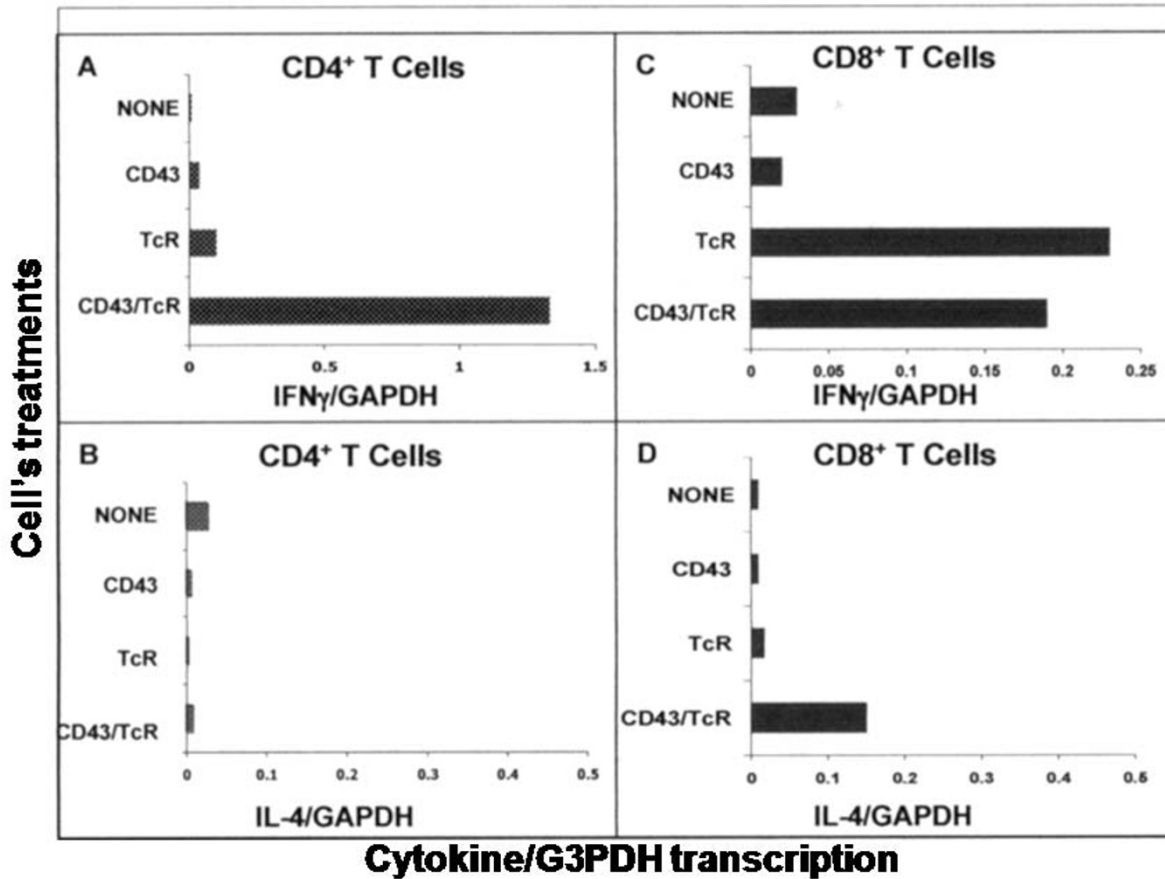 A
CD4+ T Cells
NONE
CD43
TcR
CD43/TcR
0 0.5 1 1.5
IFNγ/GAPDH
C
CD8+ T Cells
NONE
CD43
TcR
CD43/TcR
0 0.05 0.1 0.15 0.2 0.25
IFNγ/GAPDH
B
CD4+ T Cells
NONE
CD43
TcR
CD43/TcR
0 0.1 0.2 0.3 0.4 0.5
IL-4/GAPDH
D
CD8+ T Cells
NONE
CD43
TcR
CD43/TcR
0 0.1 0.2 0.3 0.4 0.5
IL-4/GAPDH
Cell's treatments
Cytokine/G3PDH transcription